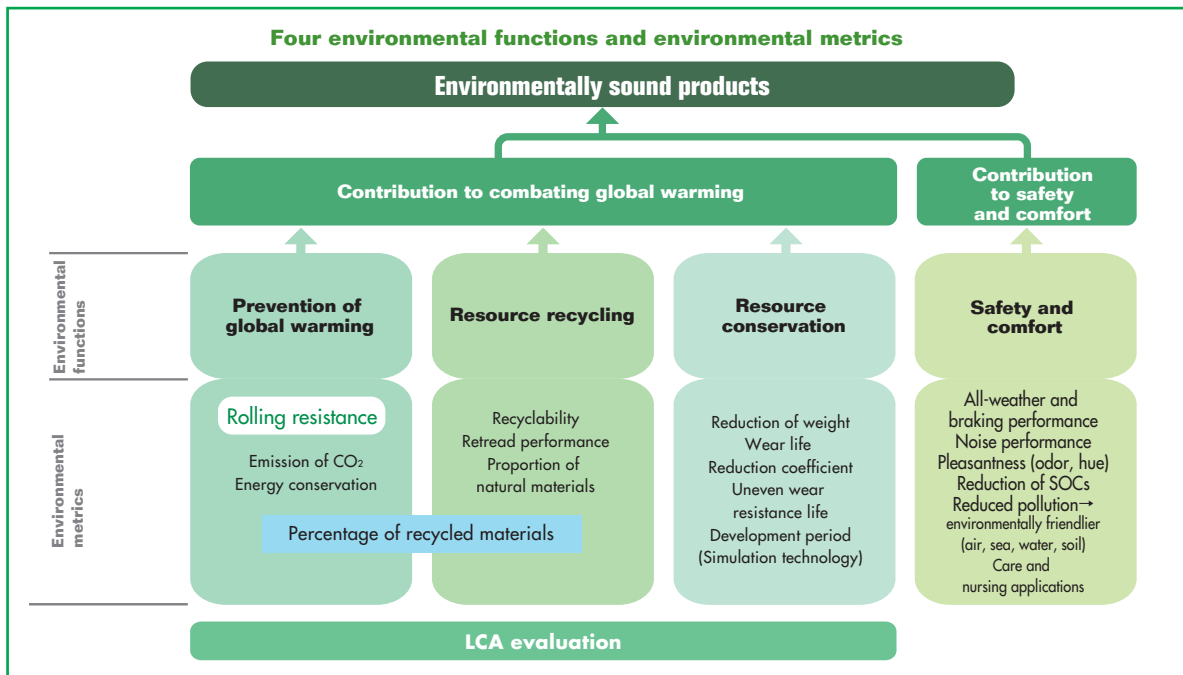 Four environmental functions and environmental metrics
Environmentally sound products
Contribution to combating global warming
Contribution
to safety
and comfort
Environmental
functions
Prevention of
global warming
Resource recycling
Resource
conservation
Safety and
comfort
Environmental
metrics
Rolling resistance
Emission of CO₂
Energy conservation
Recyclability
Retread performance
Proportion of
natural materials
Percentage of recycled materials
Reduction of weight
Wear life
Reduction coefficient
Uneven wear
resistance life
Development period
(Simulation technology)
All-weather and
braking performance
Noise performance
Pleasantness (odor, hue)
Reduction of SOCs
Reduced pollution→
environmentally friendlier
(air, sea, water, soil)
Care and
nursing applications
LCA evaluation